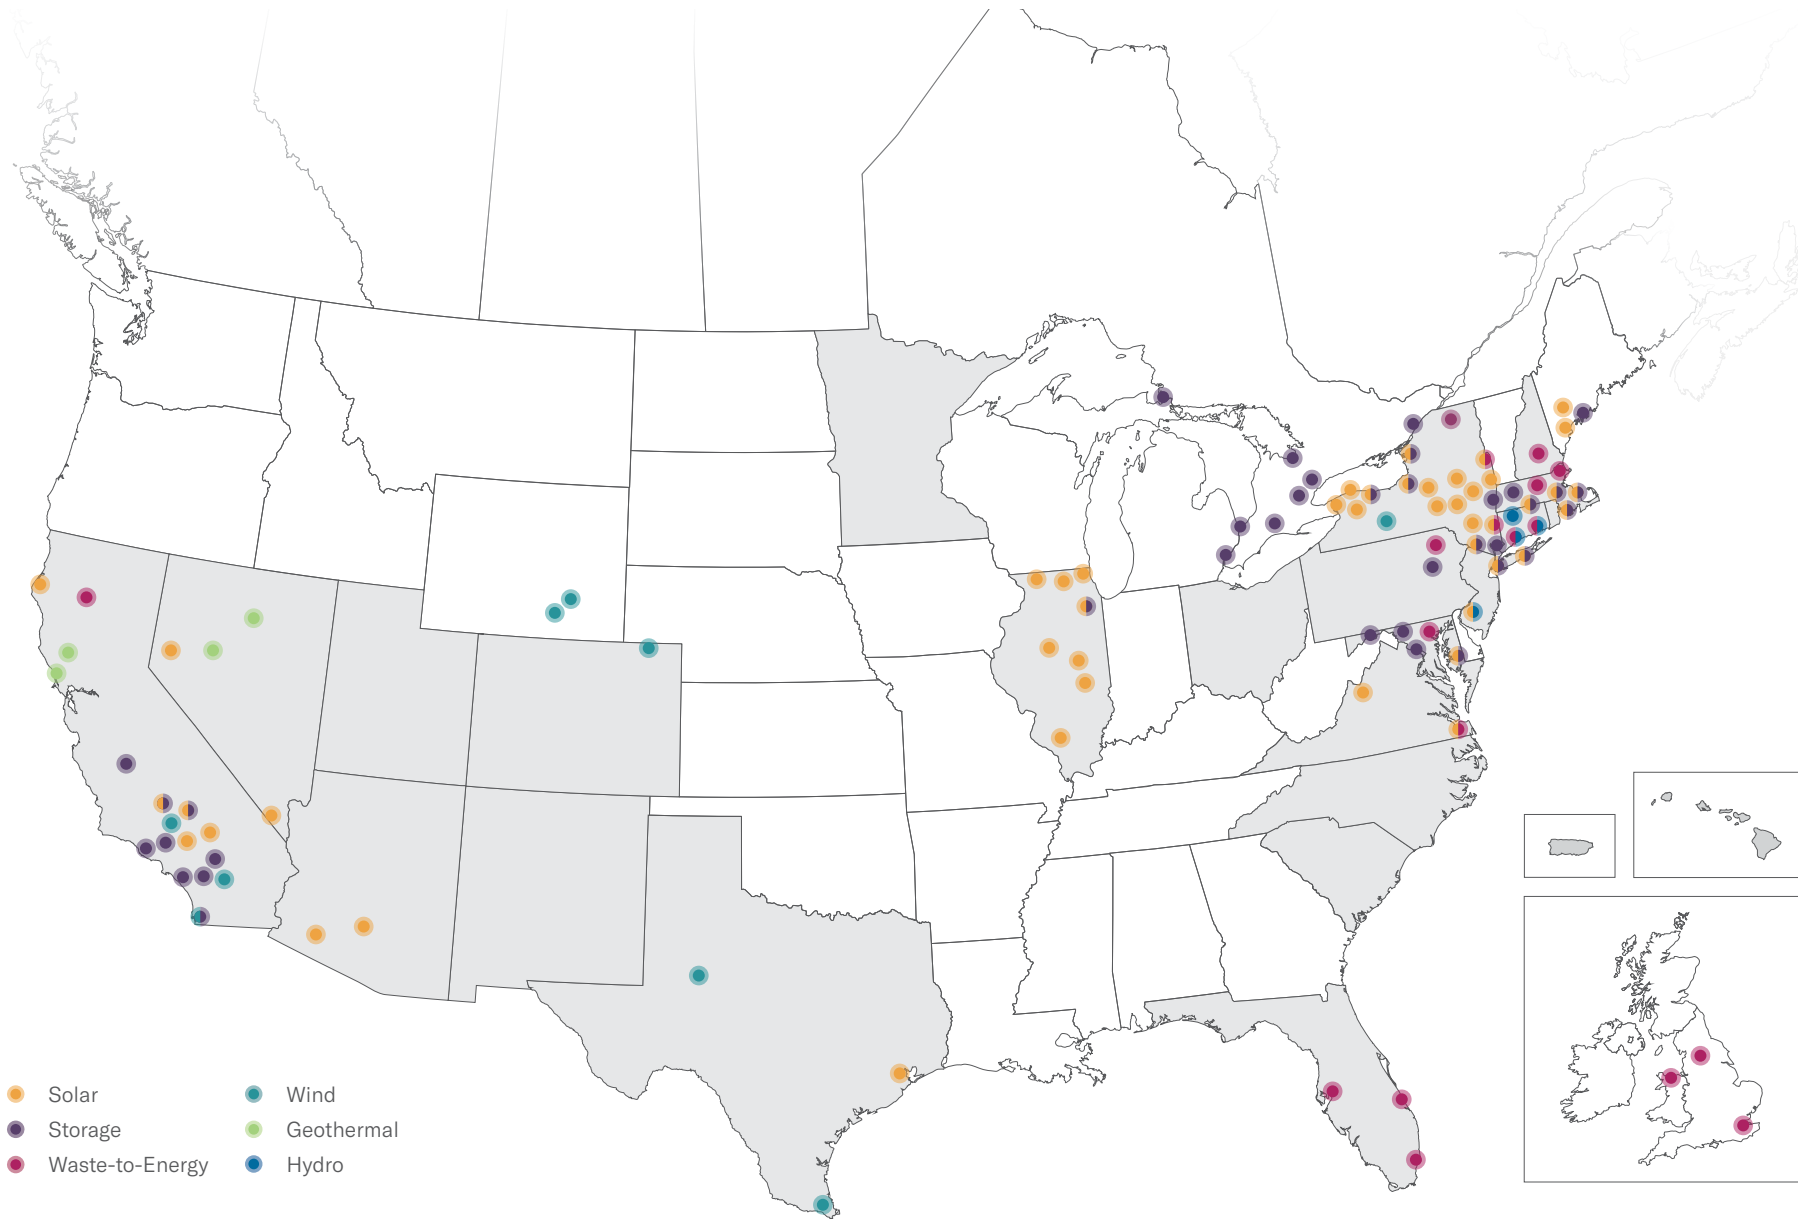 Solar
Storage
Waste-to-Energy
Wind
Geothermal
Hydro